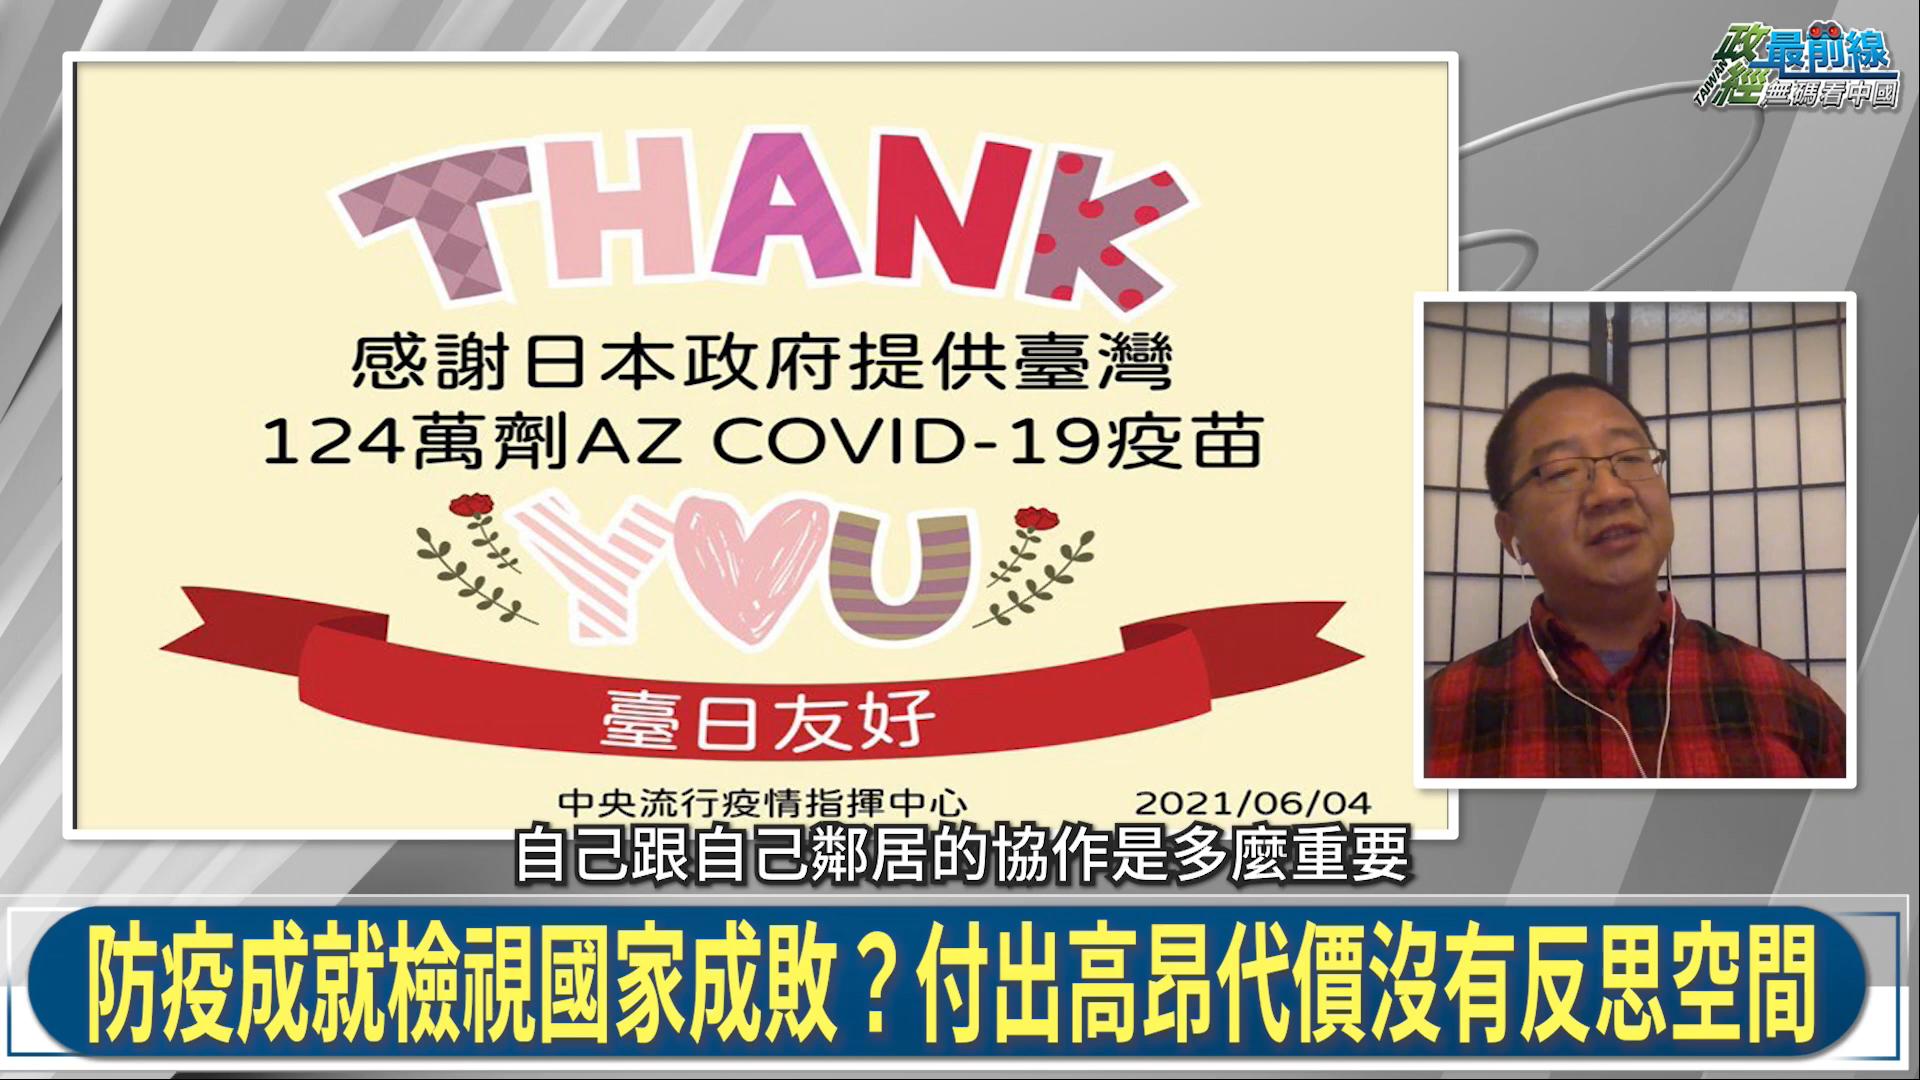 政經最前線
TAIWAN
無碼看中國
THANK
感謝日本政府提供臺灣
124萬劑AZ COVID-19疫苗
YOU
臺日友好
中央流行疫情指揮中心
2021/06/04
自己跟自己鄰居的協作是多麼重要
防疫成就檢視國家成敗？付出高昂代價沒有反思空間